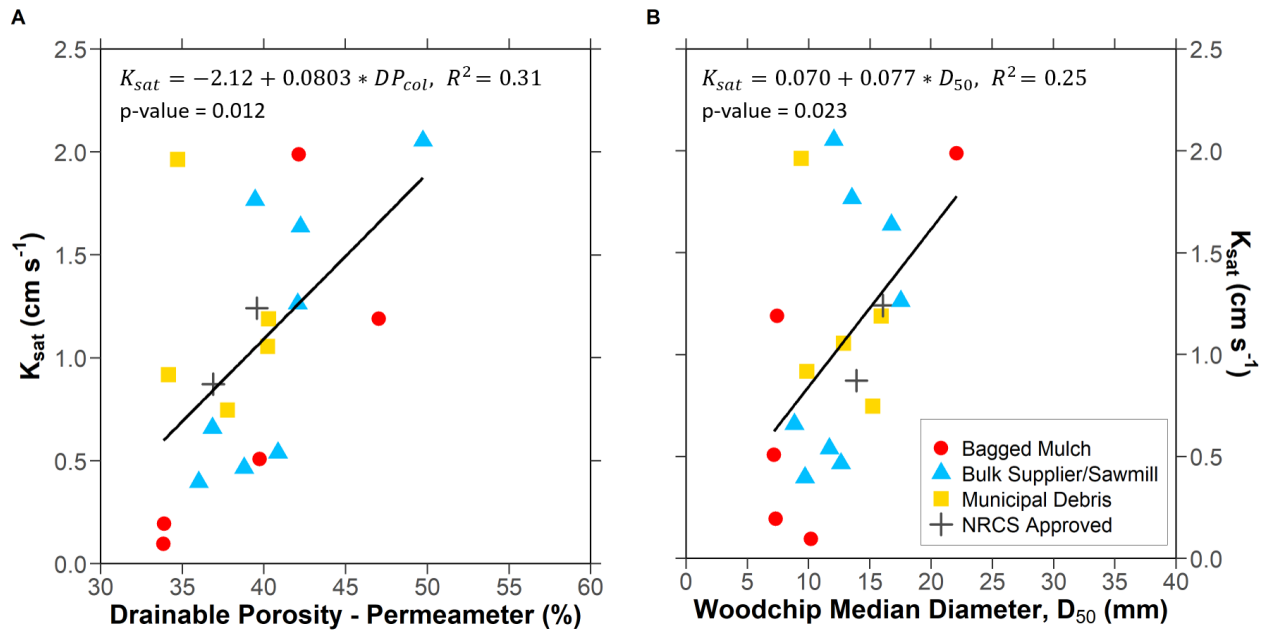 A
K_sat = −2.12 + 0.0803 * DP_col, R² = 0.31
p-value = 0.012
2.5
2.0
1.5
1.0
0.5
0.0
K_sat (cm s⁻¹)
30 35 40 45 50 55 60
Drainable Porosity - Permeameter (%)
B
K_sat = 0.070 + 0.077 * D₅₀, R² = 0.25
p-value = 0.023
2.5
2.0
1.5
1.0
0.5
0.0
K_sat (cm s⁻¹)
Bagged Mulch
Bulk Supplier/Sawmill
Municipal Debris
NRCS Approved
0 5 10 15 20 25 30 35 40
Woodchip Median Diameter, D₅₀ (mm)